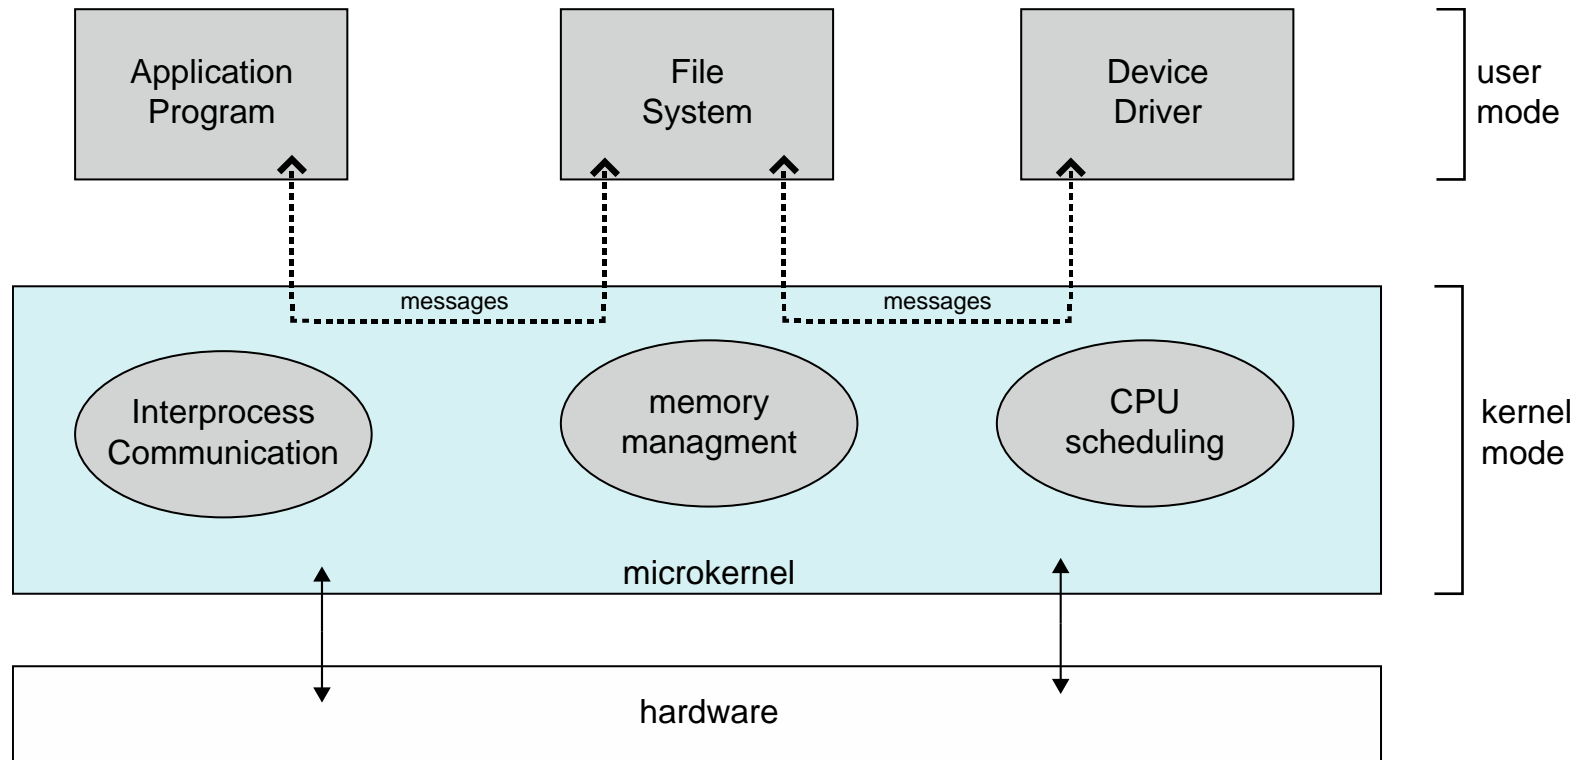 Application
Program
File
System
Device
Driver
user
mode
messages
messages
Interprocess
Communication
memory
managment
CPU
scheduling
kernel
mode
microkernel
hardware